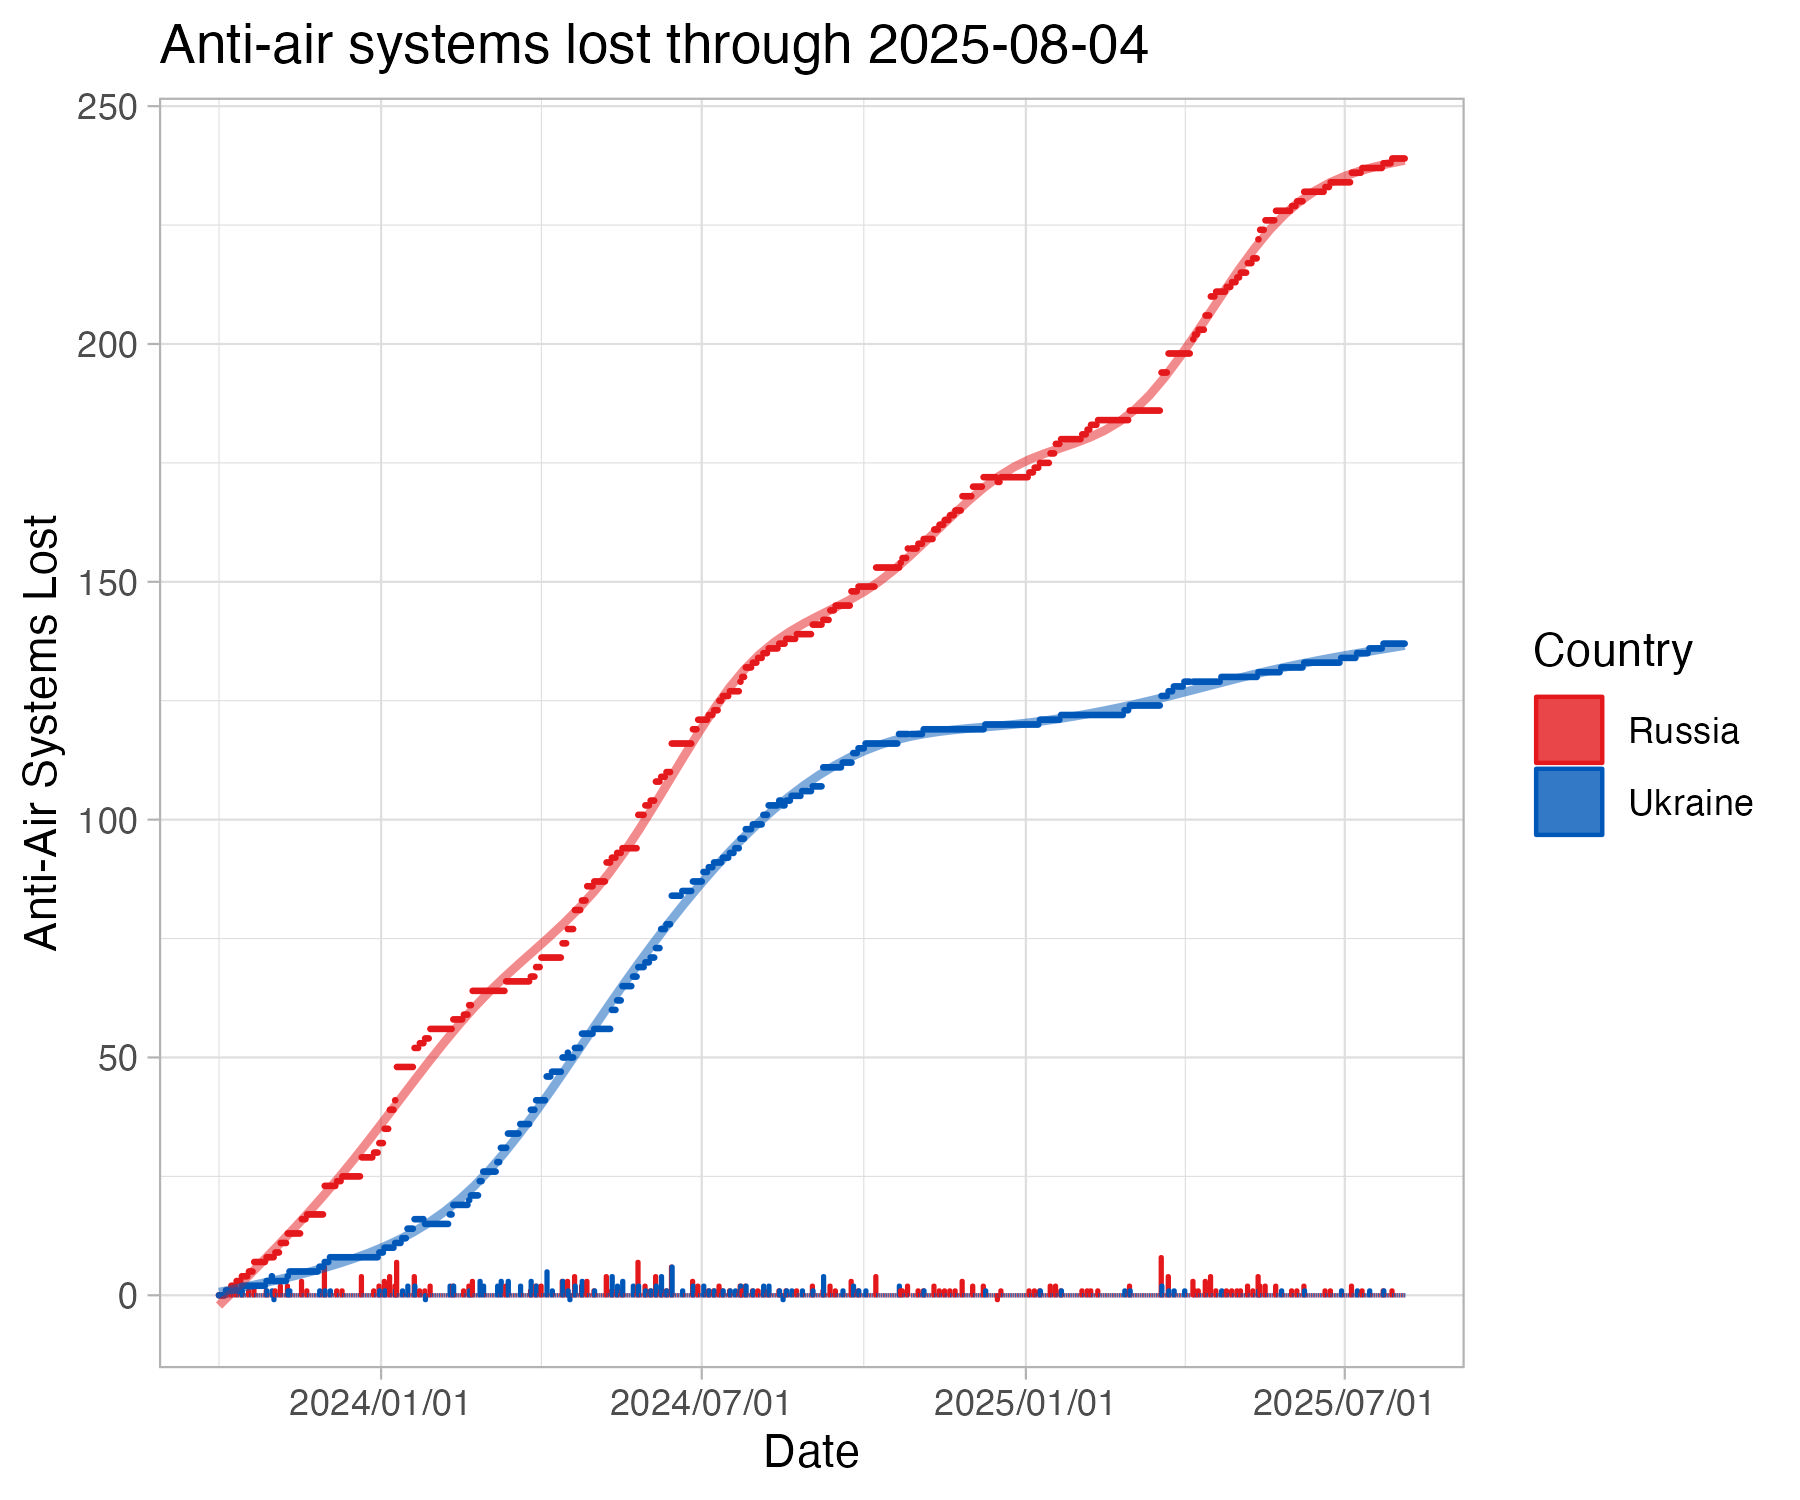 Anti-air systems lost through 2025-08-04
Anti-Air Systems Lost
250
200
150
100
50
0
2024/01/01
2024/07/01
2025/01/01
2025/07/01
Date
Country
Russia
Ukraine